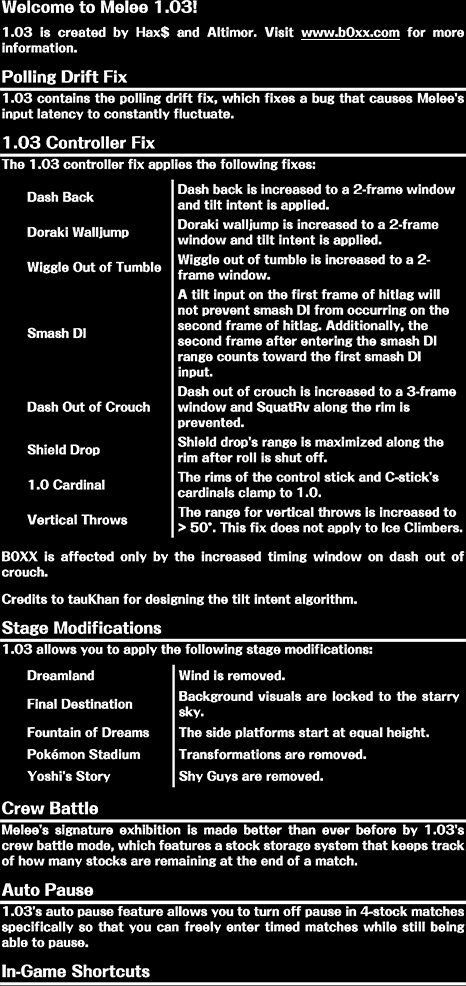 Welcome to Melee 1.03!
1.03 is created by Hax$ and Altimor. Visit www.b0xx.com for more
information.
Polling Drift Fix
1.03 contains the polling drift fix, which fixes a bug that causes Melee's
input latency to constantly fluctuate.
1.03 Controller Fix
The 1.03 controller fix applies the following fixes:
Dash Back
Dash back is increased to a 2-frame window
and tilt intent is applied.
Doraki Walljump
Doraki walljump is increased to a 2-frame
window and tilt intent is applied.
Wiggle Out of Tumble
Wiggle out of tumble is increased to a 2-
frame window.
Smash DI
A tilt input on the first frame of hitlag will
not prevent smash DI from occurring on the
second frame of hitlag. Additionally, the
second frame after entering the smash DI
range counts toward the first smash DI
input.
Dash Out of Crouch
Dash out of crouch is increased to a 3-frame
window and SquatRv along the rim is
prevented.
Shield Drop
Shield drop's range is maximized along the
rim after roll is shut off.
1.0 Cardinal
The rims of the control stick and C-stick's
cardinals clamp to 1.0.
Vertical Throws
The range for vertical throws is increased to
> 50°. This fix does not apply to Ice Climbers.
B0XX is affected only by the increased timing window on dash out of
crouch.
Credits to tauKhan for designing the tilt intent algorithm.
Stage Modifications
1.03 allows you to apply the following stage modifications:
Dreamland
Wind is removed.
Final Destination
Background visuals are locked to the starry
sky.
Fountain of Dreams
The side platforms start at equal height.
Pokémon Stadium
Transformations are removed.
Yoshi's Story
Shy Guys are removed.
Crew Battle
Melee's signature exhibition is made better than ever before by 1.03's
crew battle mode, which features a stock storage system that keeps track
of how many stocks are remaining at the end of a match.
Auto Pause
1.03's auto pause feature allows you to turn off pause in 4-stock matches
specifically so that you can freely enter timed matches while still being
able to pause.
In-Game Shortcuts